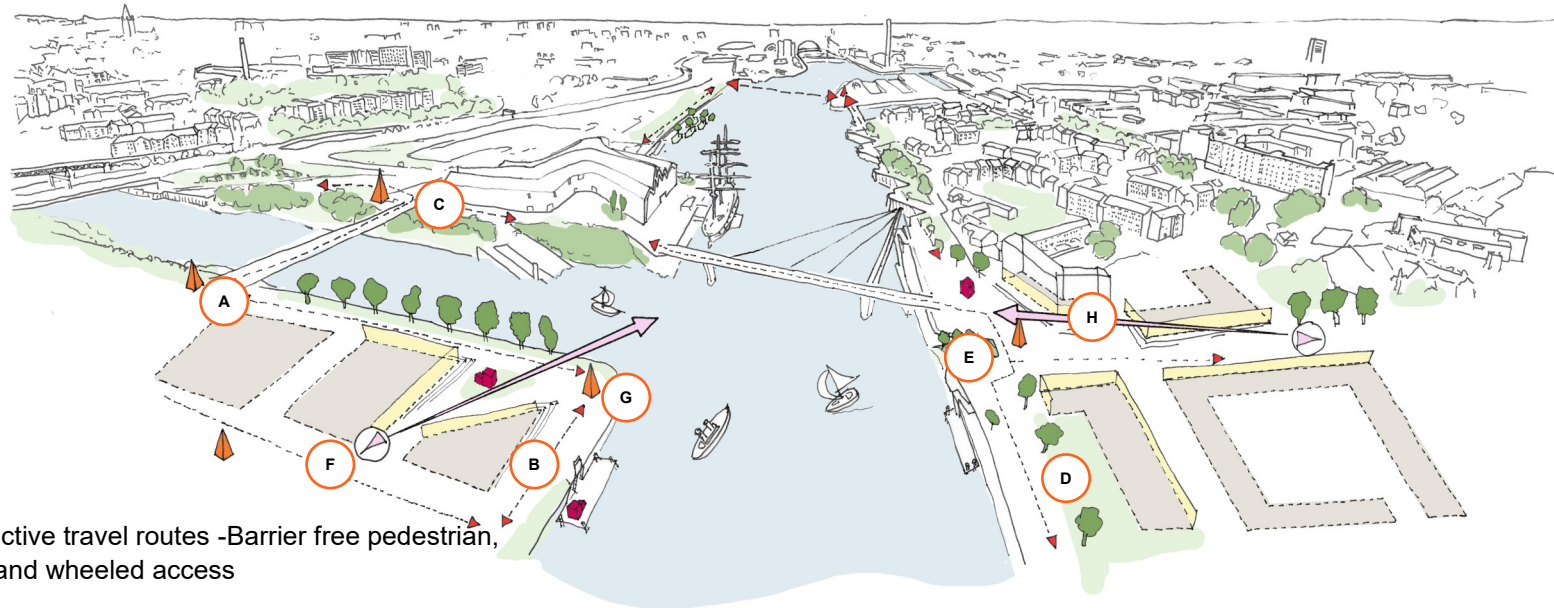 C
A
H
E
G
F
B
D
ctive travel routes -Barrier free pedestrian,
and wheeled access